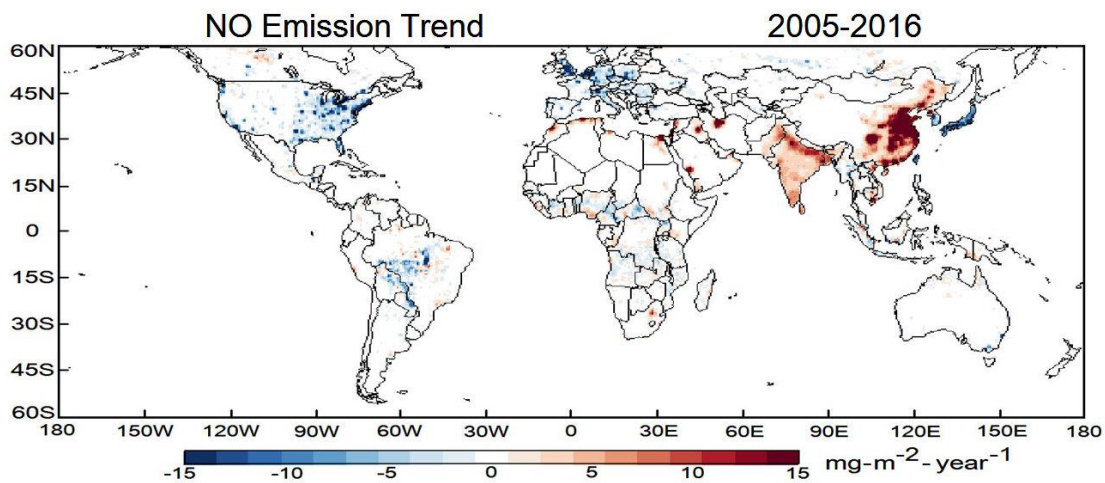 NO Emission Trend 2005-2016
60N
45N
30N
15N
0
15S
30S
45S
60S
180 150W 120W 90W 60W 30W 0 30E 60E 90E 120E 150E 180
-15 -10 -5 0 5 10 15 mg-m⁻²-year⁻¹